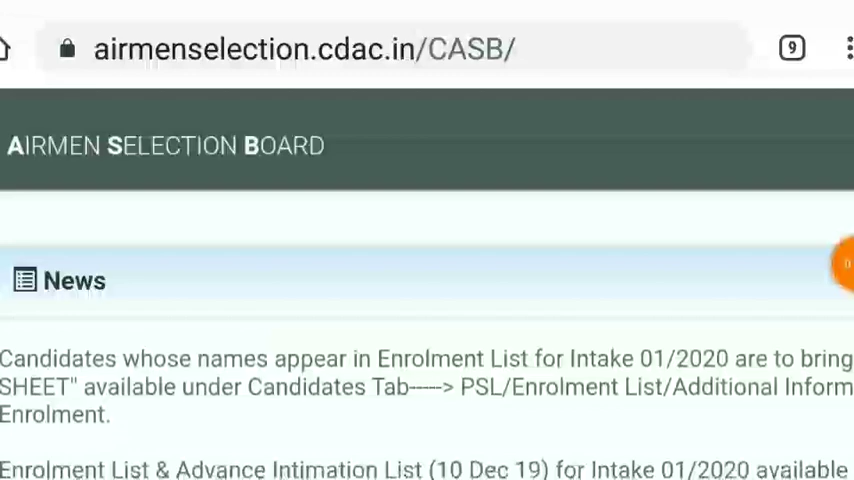 airmenselection.cdac.in/CASB/
9
AIRMEN SELECTION BOARD
News
Candidates whose names appear in Enrolment List for Intake 01/2020 are to bring
SHEET" available under Candidates Tab-----> PSL/Enrolment List/Additional Inform
Enrolment.
Enrolment List & Advance Intimation List (10 Dec 19) for Intake 01/2020 available